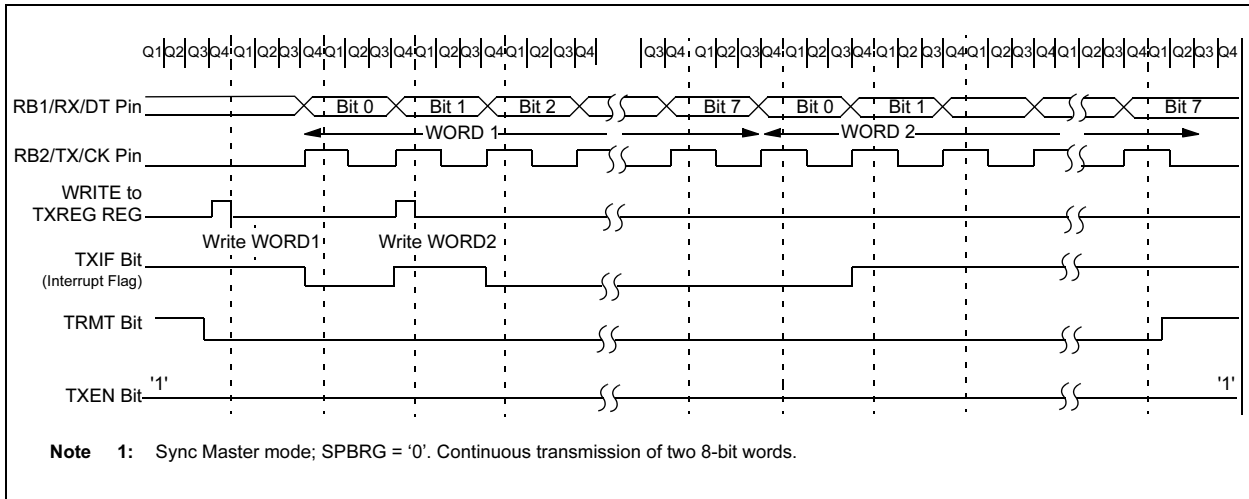 Q1 Q2 Q3 Q4 Q1 Q2 Q3 Q4 Q1 Q2 Q3 Q4 Q1 Q2 Q3 Q4 Q1 Q2 Q3 Q4 Q3 Q4 Q1 Q2 Q3 Q4 Q1 Q2 Q3 Q4 Q1 Q2 Q3 Q4 Q1 Q2 Q3 Q4 Q1 Q2 Q3 Q4 Q1 Q2 Q3 Q4
RB1/RX/DT Pin Bit 0 Bit 1 Bit 2 Bit 7 Bit 0 Bit 1 Bit 7
WORD 1 WORD 2
RB2/TX/CK Pin
WRITE to
TXREG REG
Write WORD1 Write WORD2
TXIF Bit
(Interrupt Flag)
TRMT Bit
'1' '1'
TXEN Bit
Note 1: Sync Master mode; SPBRG = ‘0’. Continuous transmission of two 8-bit words.